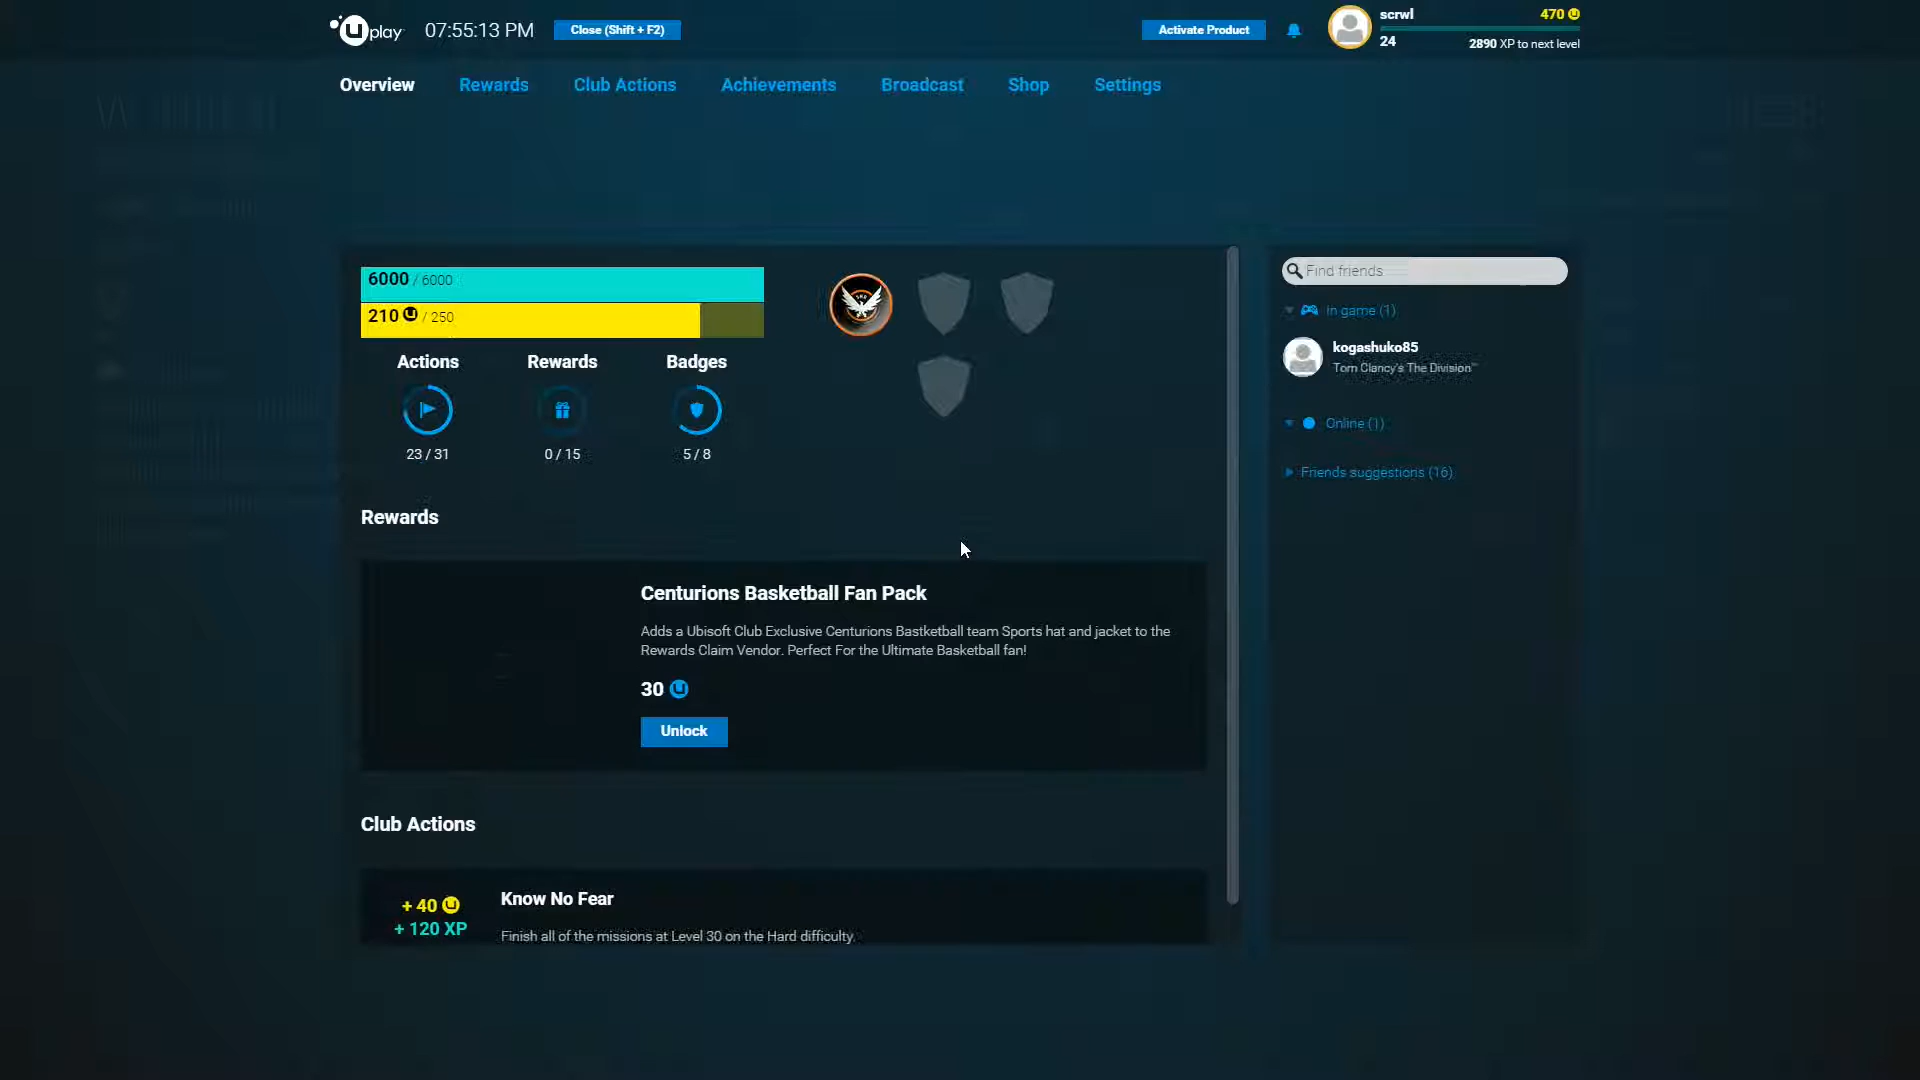 uplay 07:55:13 PM Close (Shift + F2) Activate Product scrwl 470
24 2890 XP to next level
Overview Rewards Club Actions Achievements Broadcast Shop Settings
6000 / 6000
210 / 250
Actions Rewards Badges
23 / 31 0 / 15 5 / 8
Find friends
In game (1)
kogashuko85
Tom Clancy's The Division™
Online (1)
Friends suggestions (16)
Rewards
Centurions Basketball Fan Pack
Adds a Ubisoft Club Exclusive Centurions Bastketball team Sports hat and jacket to the
Rewards Claim Vendor. Perfect For the Ultimate Basketball fan!
30
Unlock
Club Actions
+ 40
+ 120 XP
Know No Fear
Finish all of the missions at Level 30 on the Hard difficulty.